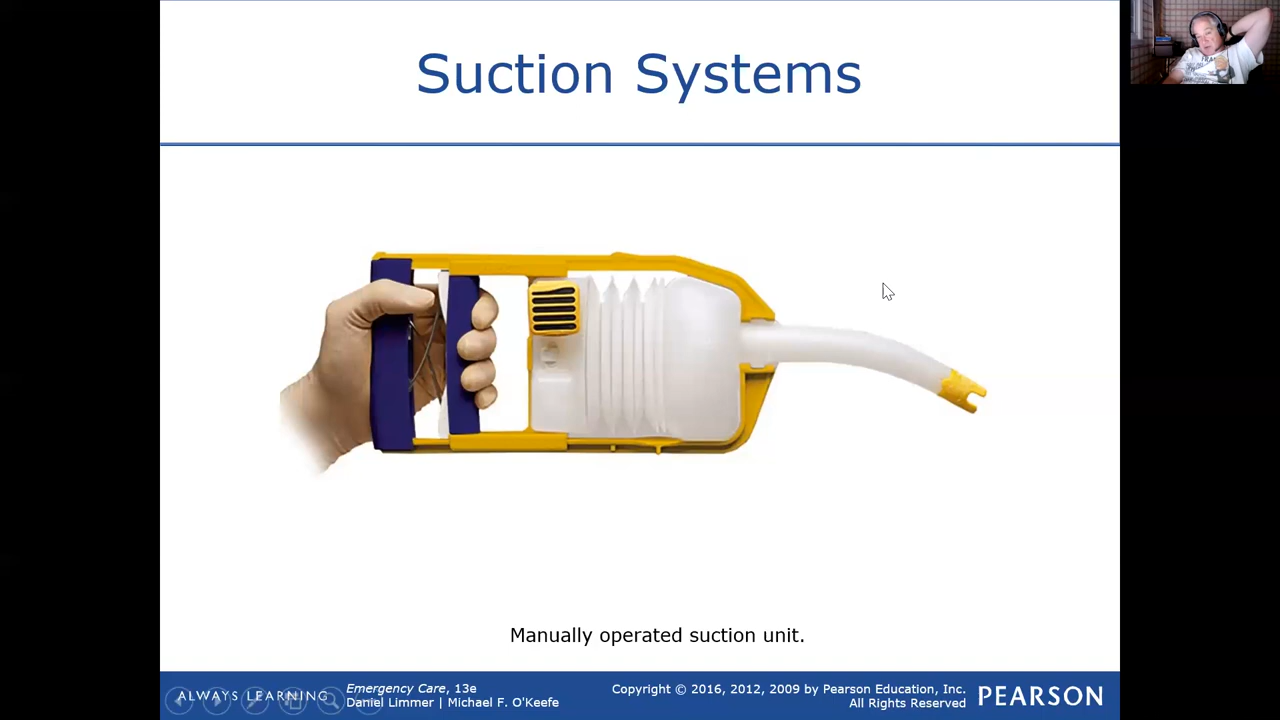 Suction Systems
Manually operated suction unit.
ALWAYS LEARNING
Emergency Care, 13e
Daniel Limmer | Michael F. O'Keefe
Copyright © 2016, 2012, 2009 by Pearson Education, Inc.
All Rights Reserved
PEARSON